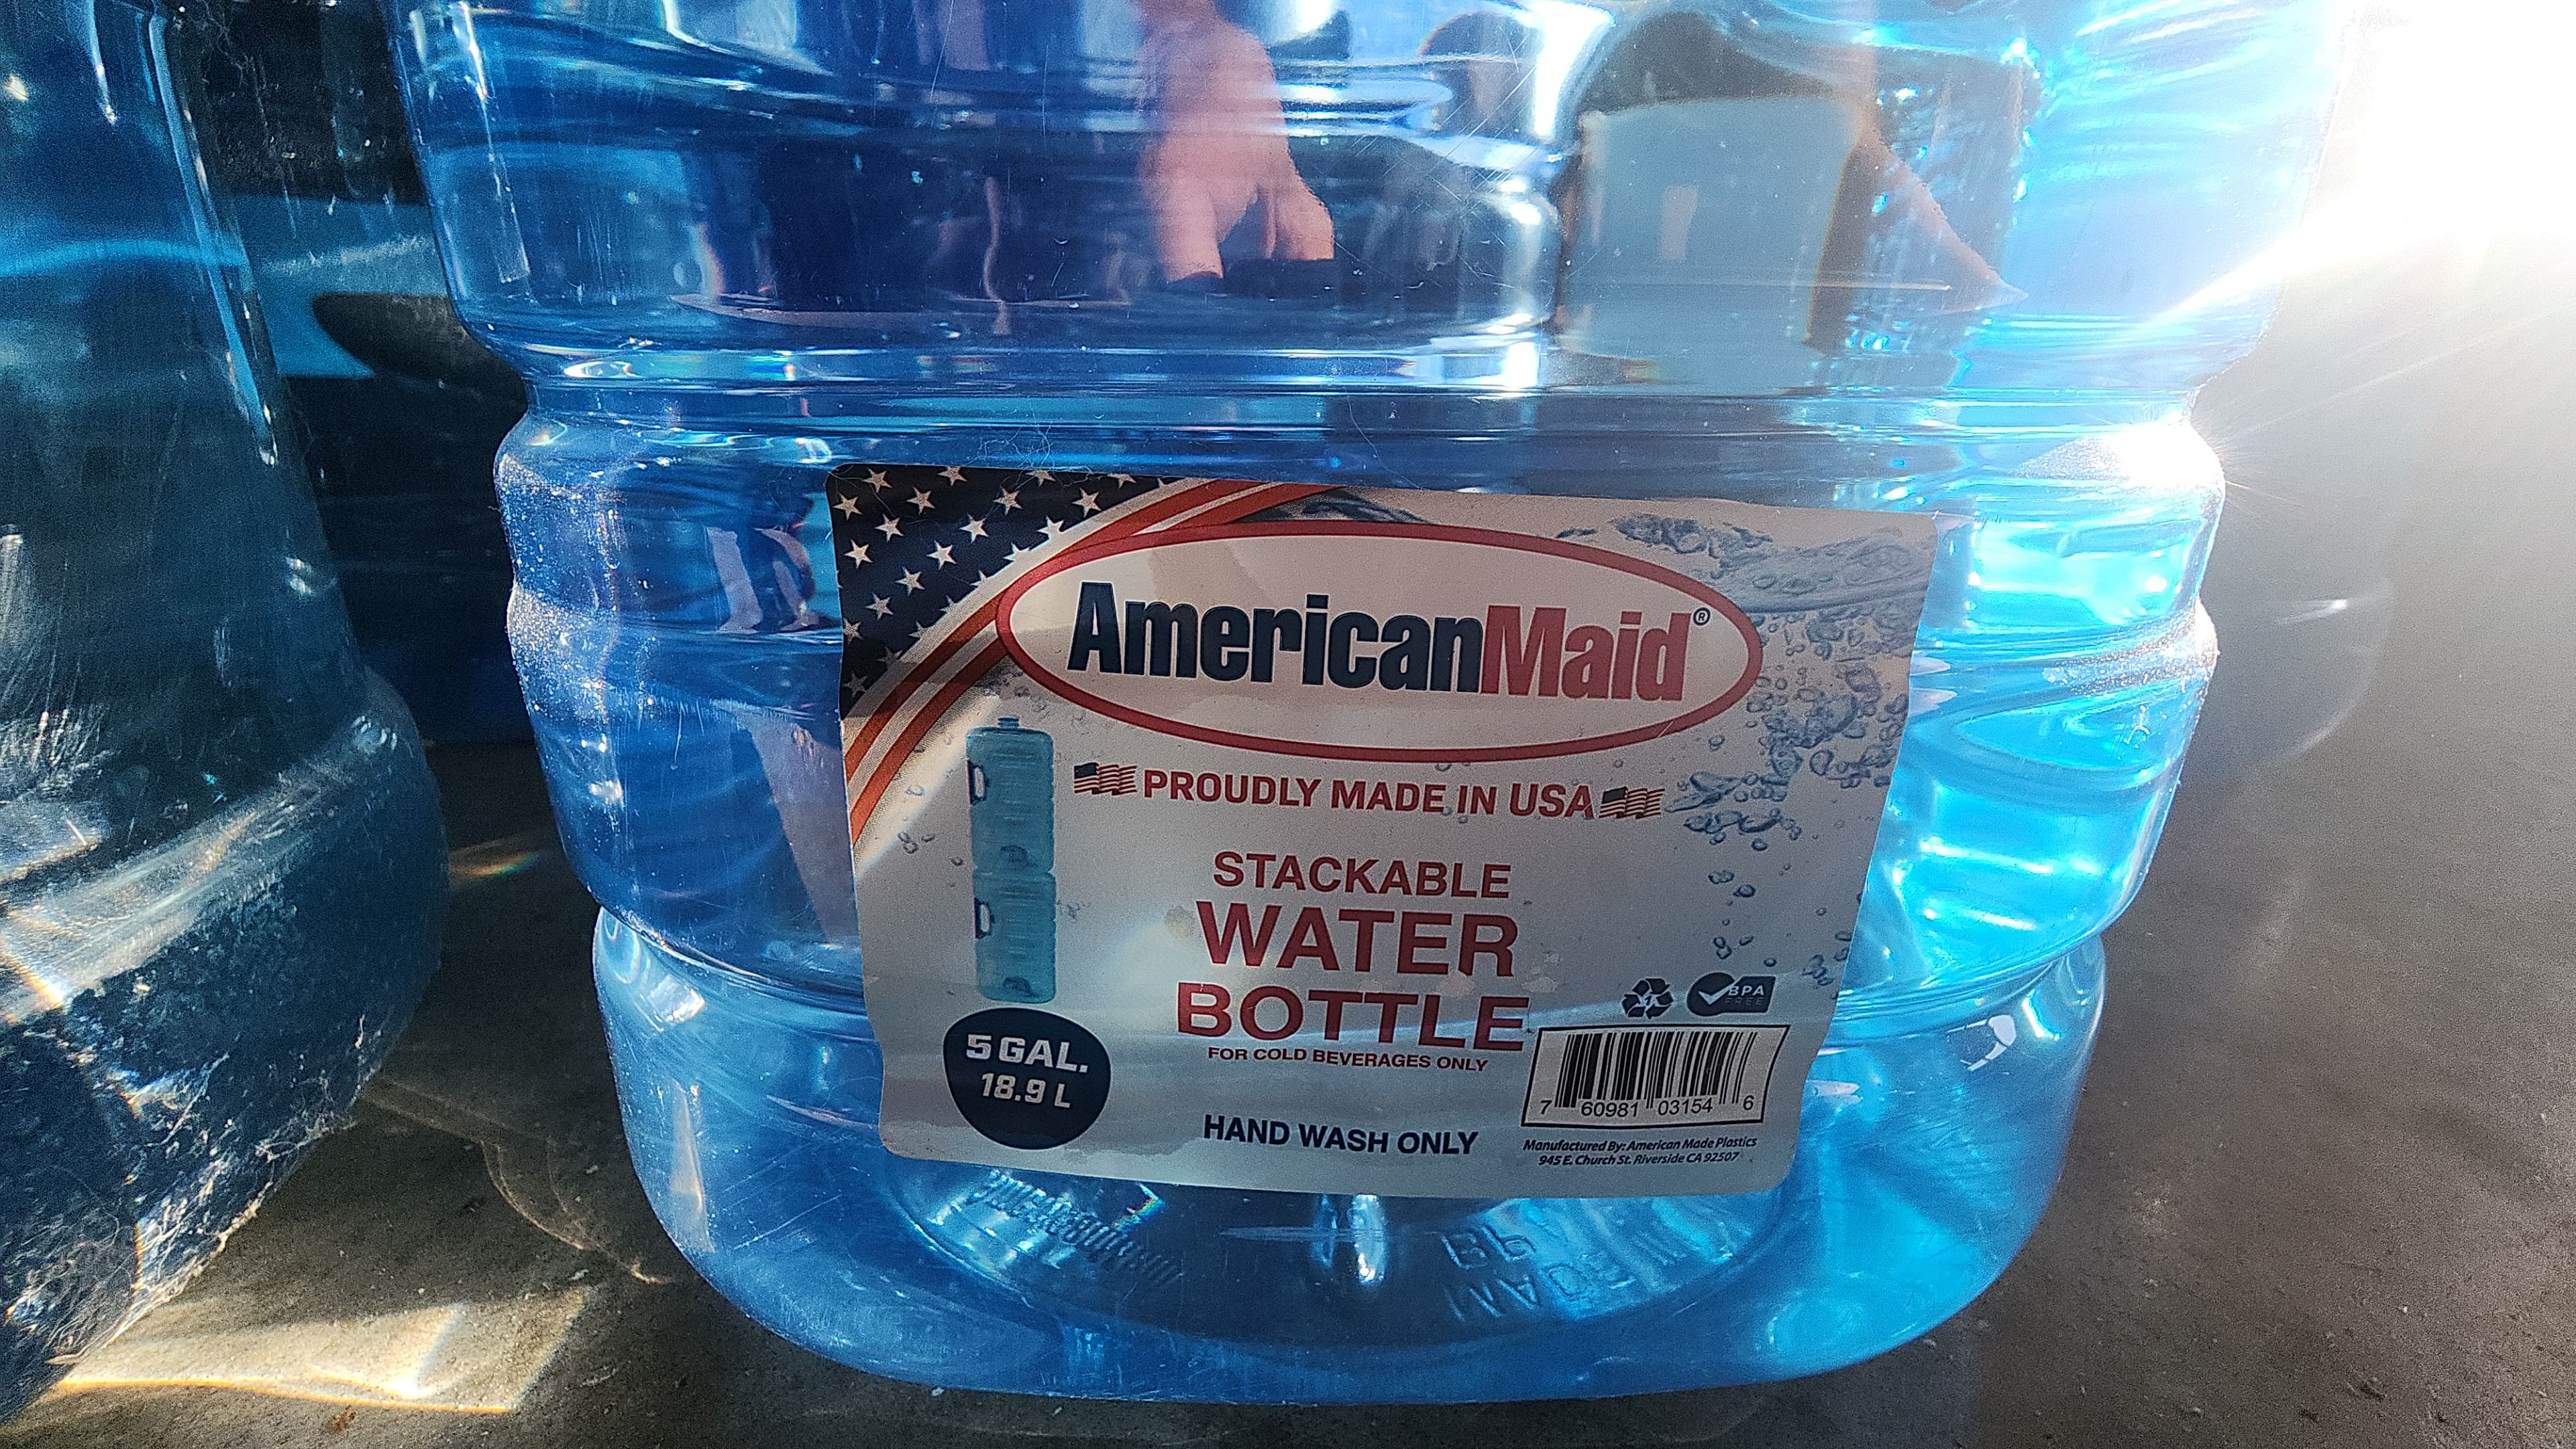 AmericanMaid®
PROUDLY MADE IN USA
STACKABLE
WATER
BOTTLE
FOR COLD BEVERAGES ONLY
BPA
FREE
5 GAL.
18.9 L
7 60981 03154 6
HAND WASH ONLY
Manufactured By: American Made Plastics
945 E. Church St. Riverside CA 92507